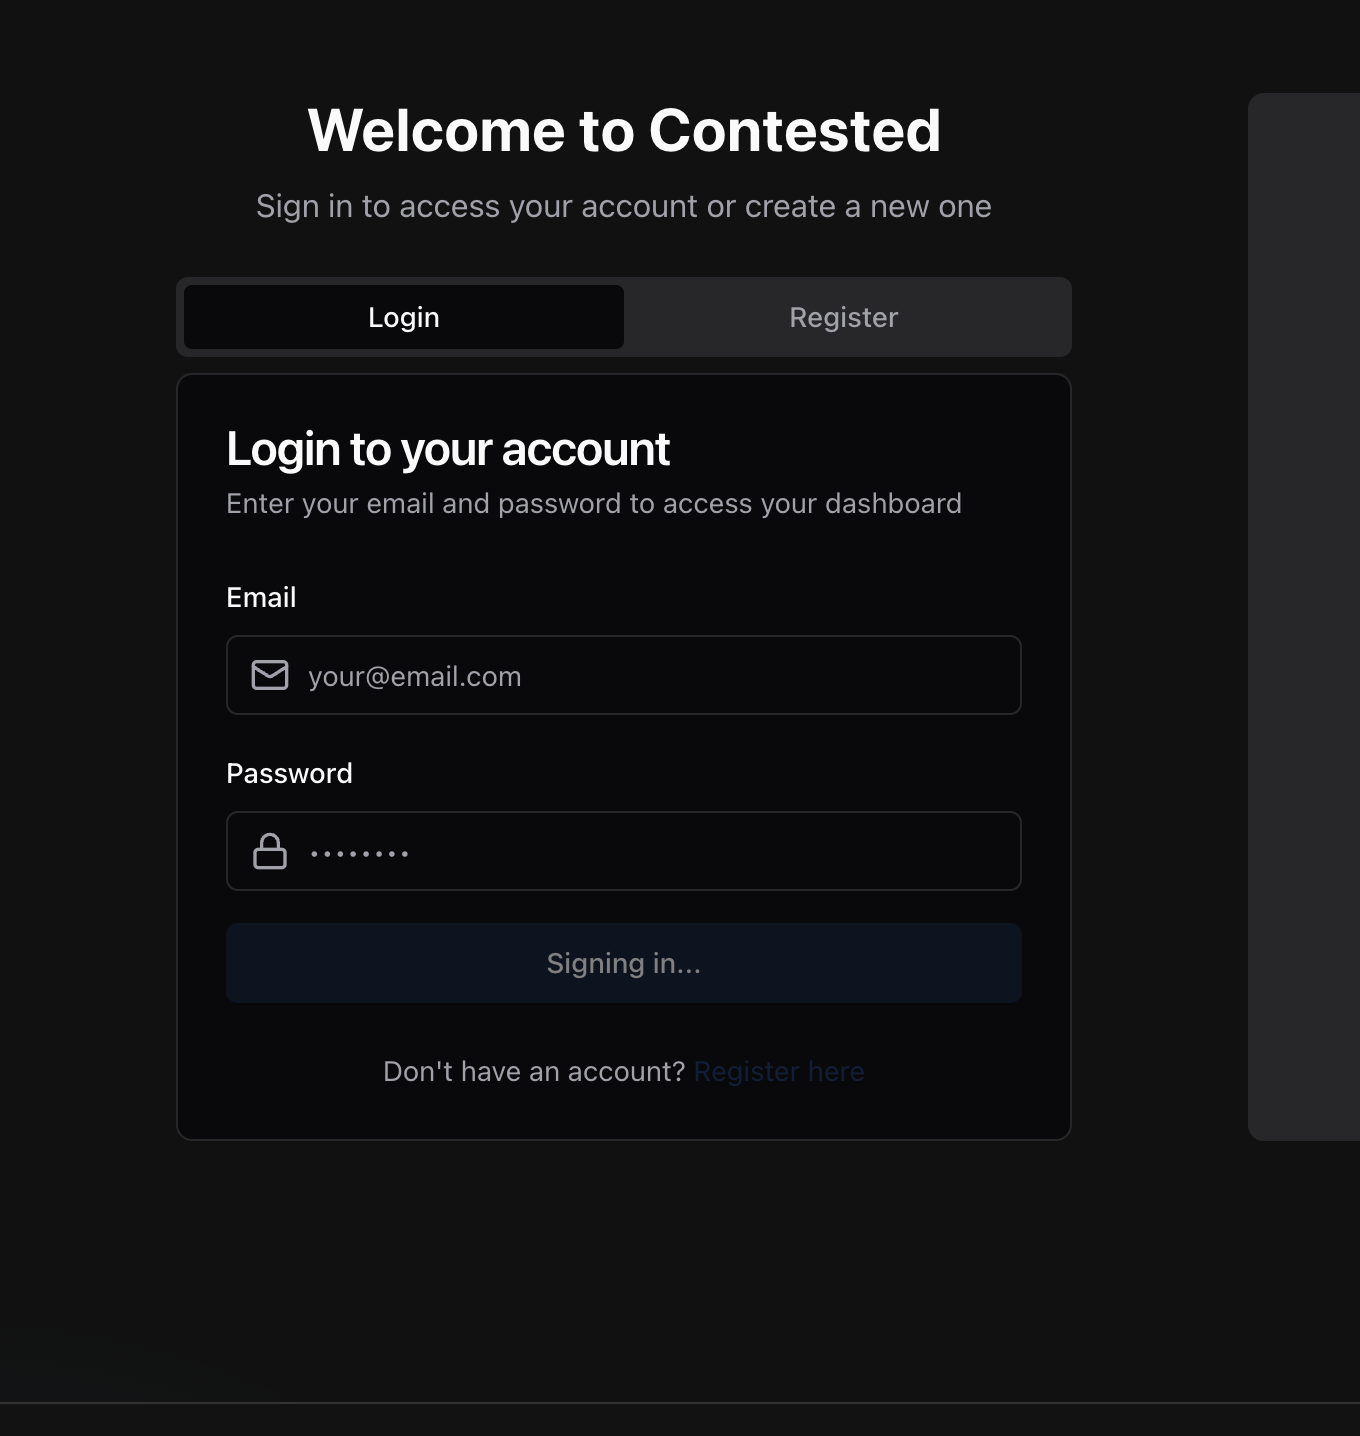 Welcome to Contested
Sign in to access your account or create a new one
Login
Register
Login to your account
Enter your email and password to access your dashboard
Email
your@email.com
Password
••••••••
Signing in...
Don't have an account? Register here